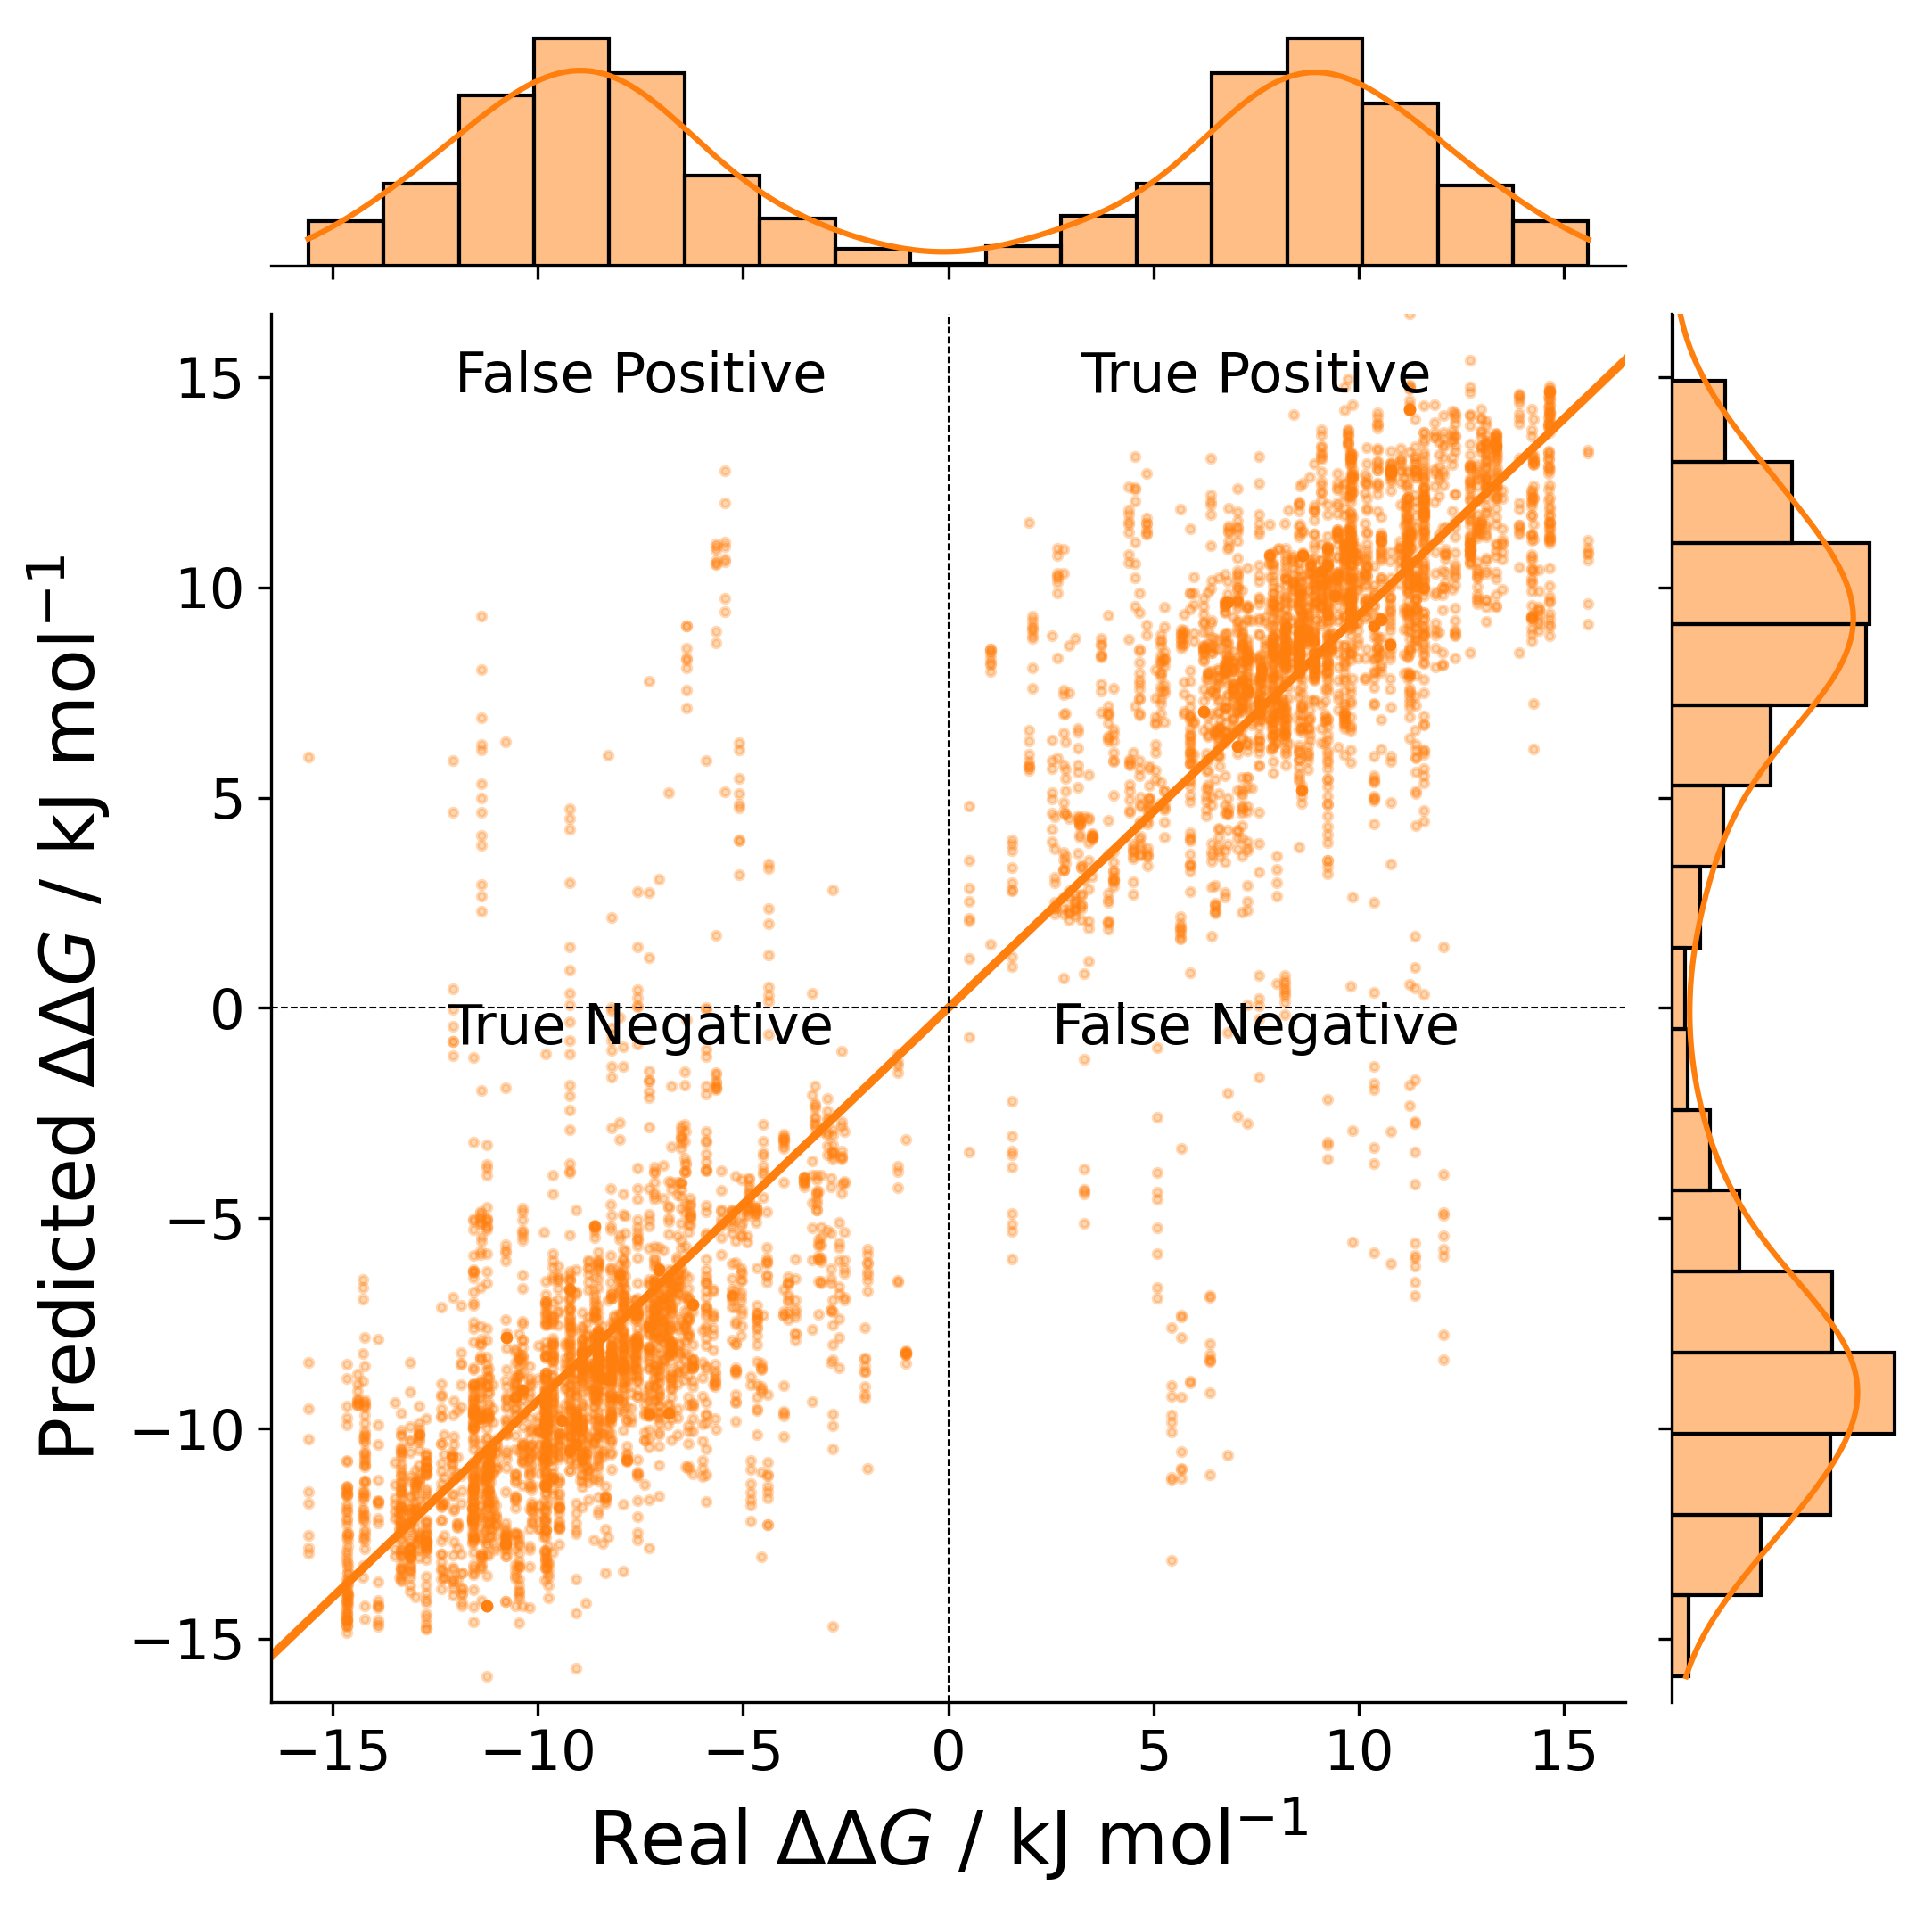 False Positive
True Positive
15
10
5
0
−5
−10
−15
True Negative
False Negative
Predicted ΔΔG / kJ mol⁻¹
−15
−10
−5
0
5
10
15
Real ΔΔG / kJ mol⁻¹